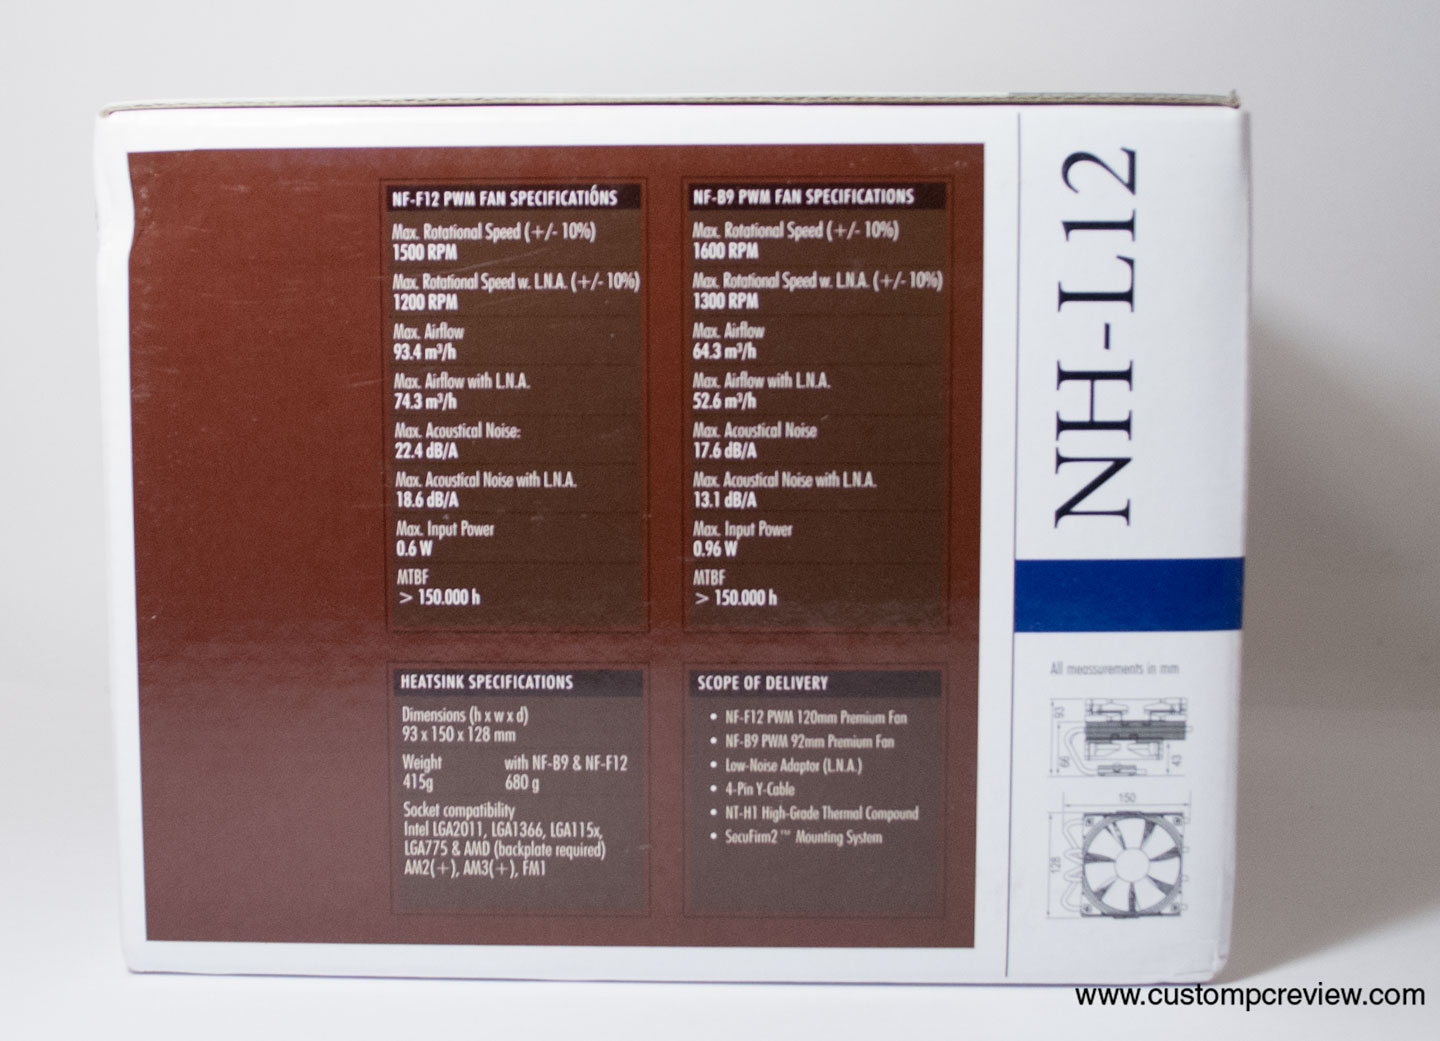 NF-F12 PWM FAN SPECIFICATIONS
Max. Rotational Speed (+/- 10%)
1500 RPM
Max. Rotational Speed w. L.N.A. (+/- 10%)
1200 RPM
Max. Airflow
93.4 m³/h
Max. Airflow with L.N.A.
74.3 m³/h
Max. Acoustical Noise:
22.4 dB/A
Max. Acoustical Noise with L.N.A.
18.6 dB/A
Max. Input Power
0.6 W
MTBF
> 150.000 h
NF-B9 PWM FAN SPECIFICATIONS
Max. Rotational Speed (+/- 10%)
1600 RPM
Max. Rotational Speed w. L.N.A. (+/- 10%)
1300 RPM
Max. Airflow
64.3 m³/h
Max. Airflow with L.N.A.
52.6 m³/h
Max. Acoustical Noise
17.6 dB/A
Max. Acoustical Noise with L.N.A.
13.1 dB/A
Max. Input Power
0.96 W
MTBF
> 150.000 h
HEATSINK SPECIFICATIONS
Dimensions (h x w x d)
93 x 150 x 128 mm
Weight with NF-B9 & NF-F12
415g 680 g
Socket compatibility
Intel LGA2011, LGA1366, LGA115x,
LGA775 & AMD (backplate required)
AM2(+), AM3(+), FM1
SCOPE OF DELIVERY
• NF-F12 PWM 120mm Premium Fan
• NF-B9 PWM 92mm Premium Fan
• Low-Noise Adaptor (L.N.A.)
• 4-Pin Y-Cable
• NT-H1 High-Grade Thermal Compound
• SecuFirm2™ Mounting System
NH-L12
All meassurements in mm
93
66
43
150
128
www.custompcreview.com